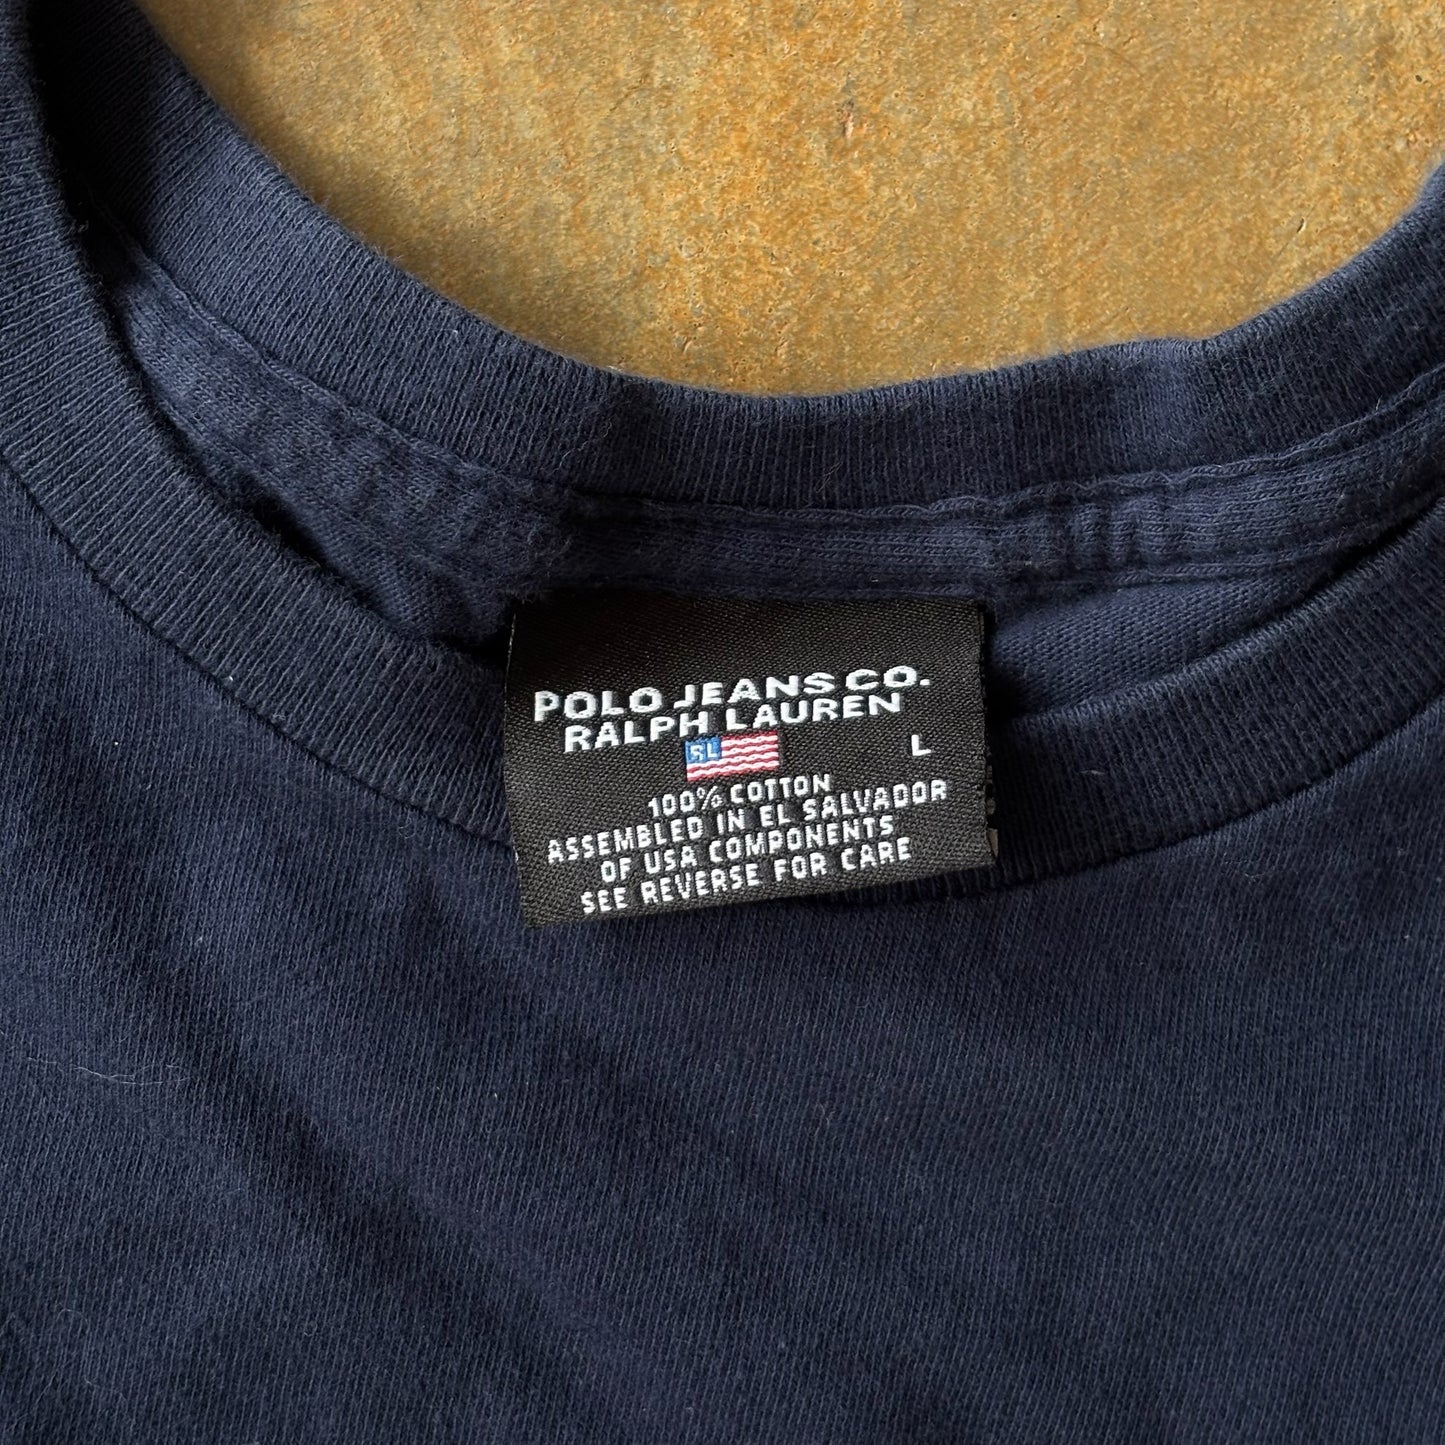 POLO JEANS CO.
RALPH LAUREN
RL
L
100% COTTON
ASSEMBLED IN EL SALVADOR
OF USA COMPONENTS
SEE REVERSE FOR CARE